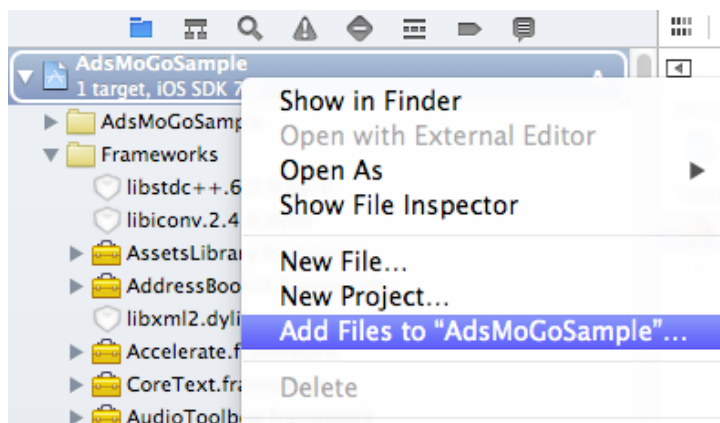 AdsMoGoSample
1 target, iOS SDK 7
AdsMoGoSamp
Frameworks
libstdc++.6
libiconv.2.4
AssetsLibra
AddressBoo
libxml2.dyli
Accelerate.f
CoreText.fra
AudioToolb
Show in Finder
Open with External Editor
Open As
Show File Inspector
New File...
New Project...
Add Files to “AdsMoGoSample”...
Delete